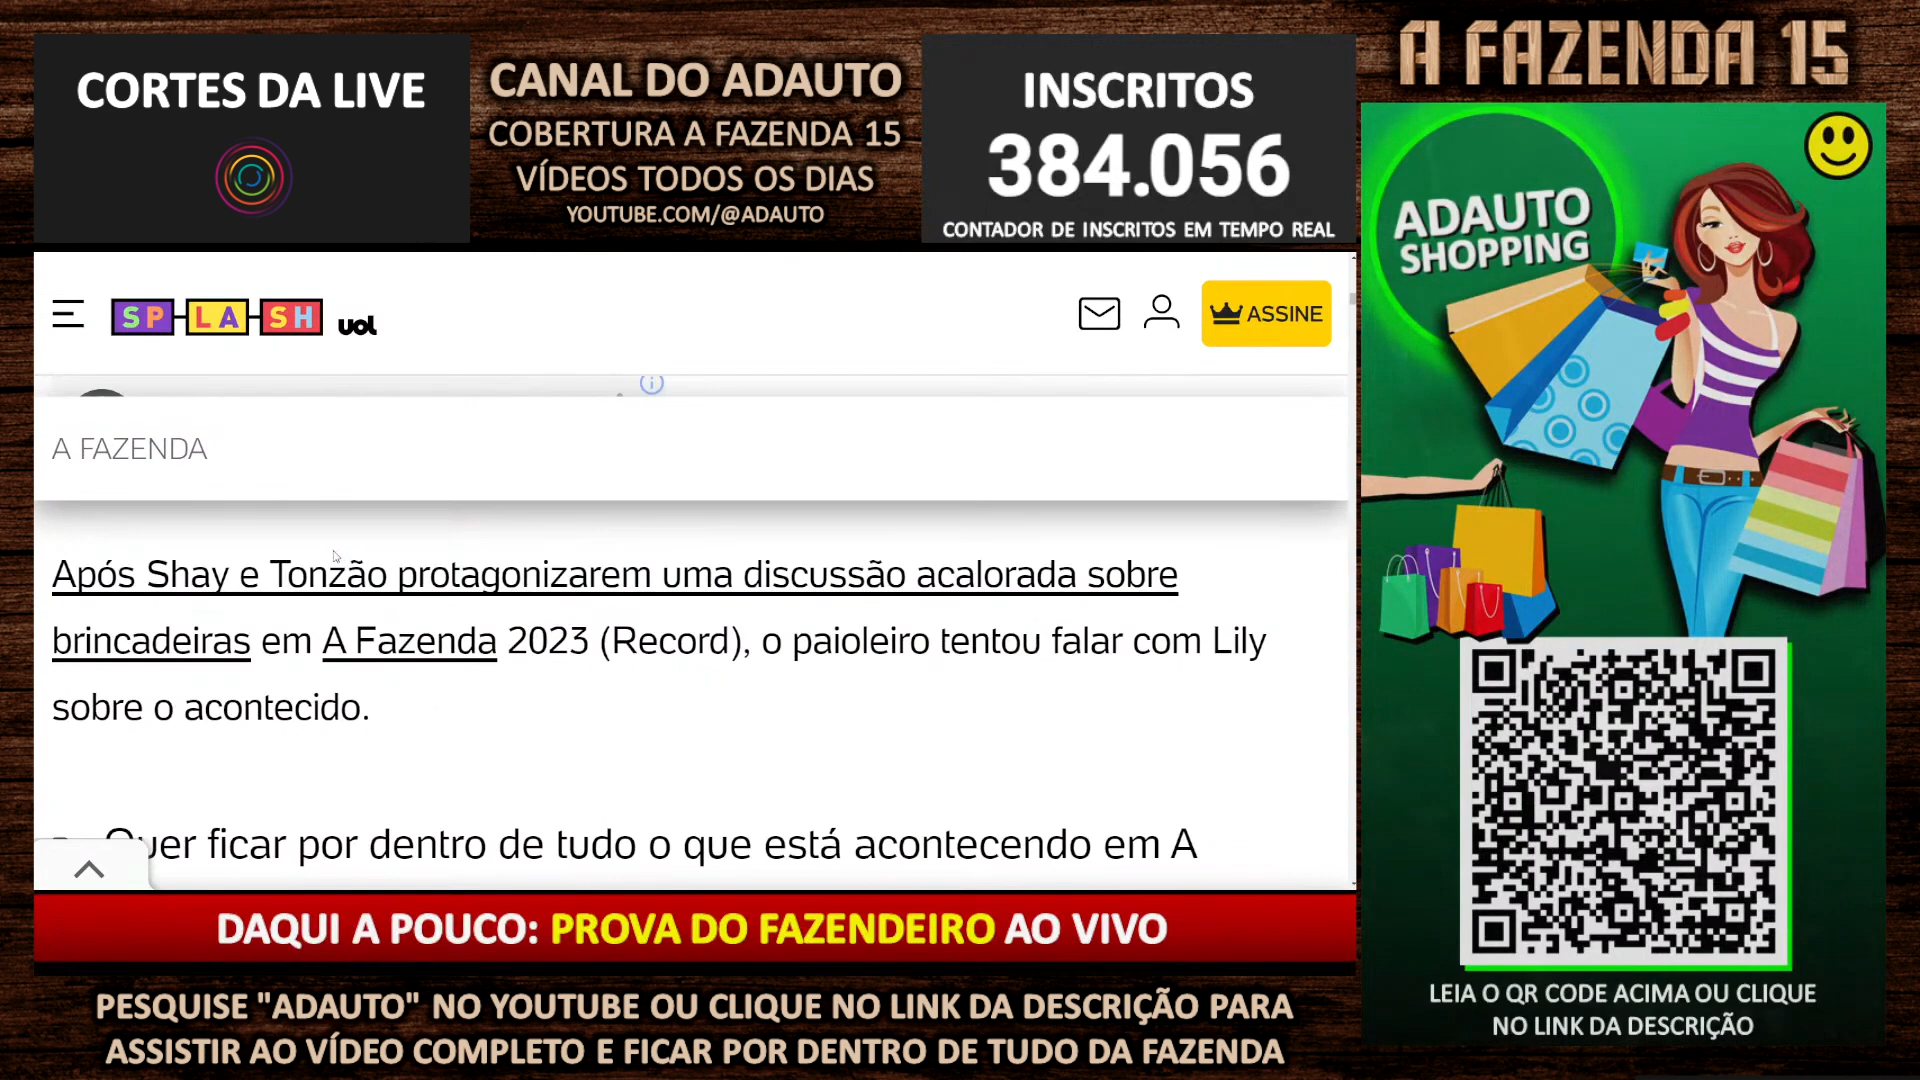 CORTES DA LIVE
CANAL DO ADAUTO
COBERTURA A FAZENDA 15
VÍDEOS TODOS OS DIAS
YOUTUBE.COM/@ADAUTO
INSCRITOS
384.056
CONTADOR DE INSCRITOS EM TEMPO REAL
A FAZENDA 15
ADAUTO
SHOPPING
SPLASH uol
ASSINE
A FAZENDA
Após Shay e Tonzão protagonizarem uma discussão acalorada sobre
brincadeiras em A Fazenda 2023 (Record), o paioleiro tentou falar com Lily
sobre o acontecido.
Quer ficar por dentro de tudo o que está acontecendo em A
DAQUI A POUCO: PROVA DO FAZENDEIRO AO VIVO
PESQUISE "ADAUTO" NO YOUTUBE OU CLIQUE NO LINK DA DESCRIÇÃO PARA
ASSISTIR AO VÍDEO COMPLETO E FICAR POR DENTRO DE TUDO DA FAZENDA
LEIA O QR CODE ACIMA OU CLIQUE
NO LINK DA DESCRIÇÃO